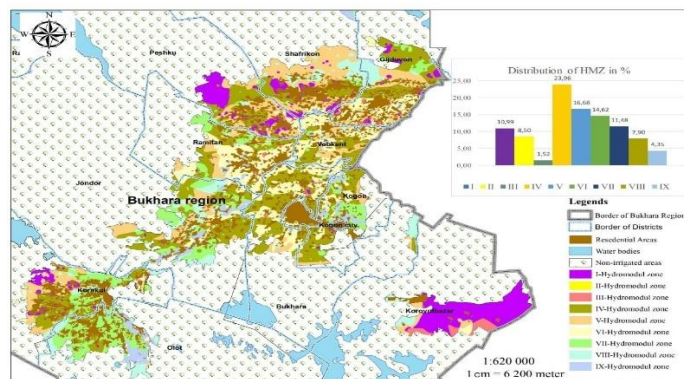 N
W
E
S
Peshku
Shafrikon
Gijduvon
Romitan
Vobkent
Jondor
Bukhara region
Kogon
Kogon city
Korakul
Bukhara
Olot
Korovulbazar
Distribution of HMZ in %
25,00
20,00
15,00
10,00
5,00
0,00
10,99
8,50
1,52
23,96
16,68
14,62
11,48
7,90
4,35
I II III IV V VI VII VIII IX
Legends
Border of Bukhara Region
Border of Districts
Residential Areas
Water bodies
Non-irrigated areas
I-Hydromodul zone
II-Hydromodul zone
III-Hydromodul zone
IV-Hydromodul zone
V-Hydromodul zone
VI-Hydromodul zone
VII-Hydromodul zone
VIII-Hydromodul zone
IX-Hydromodul zone
1:620 000
1 cm = 6 200 meter